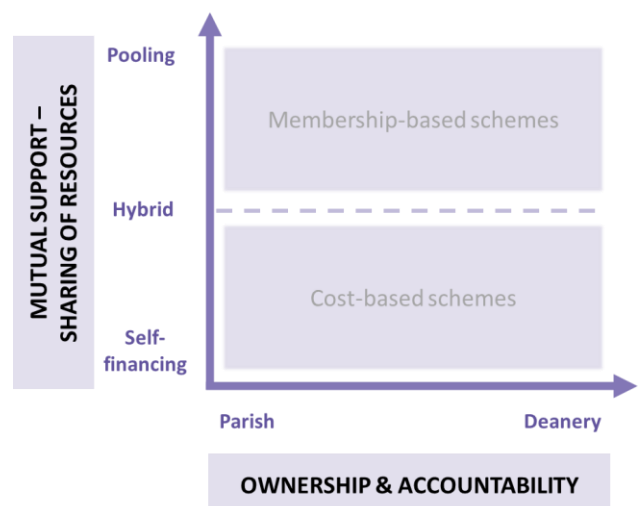 MUTUAL SUPPORT –
SHARING OF RESOURCES
Pooling
Membership-based schemes
Hybrid
Cost-based schemes
Self-
financing
Parish
Deanery
OWNERSHIP & ACCOUNTABILITY